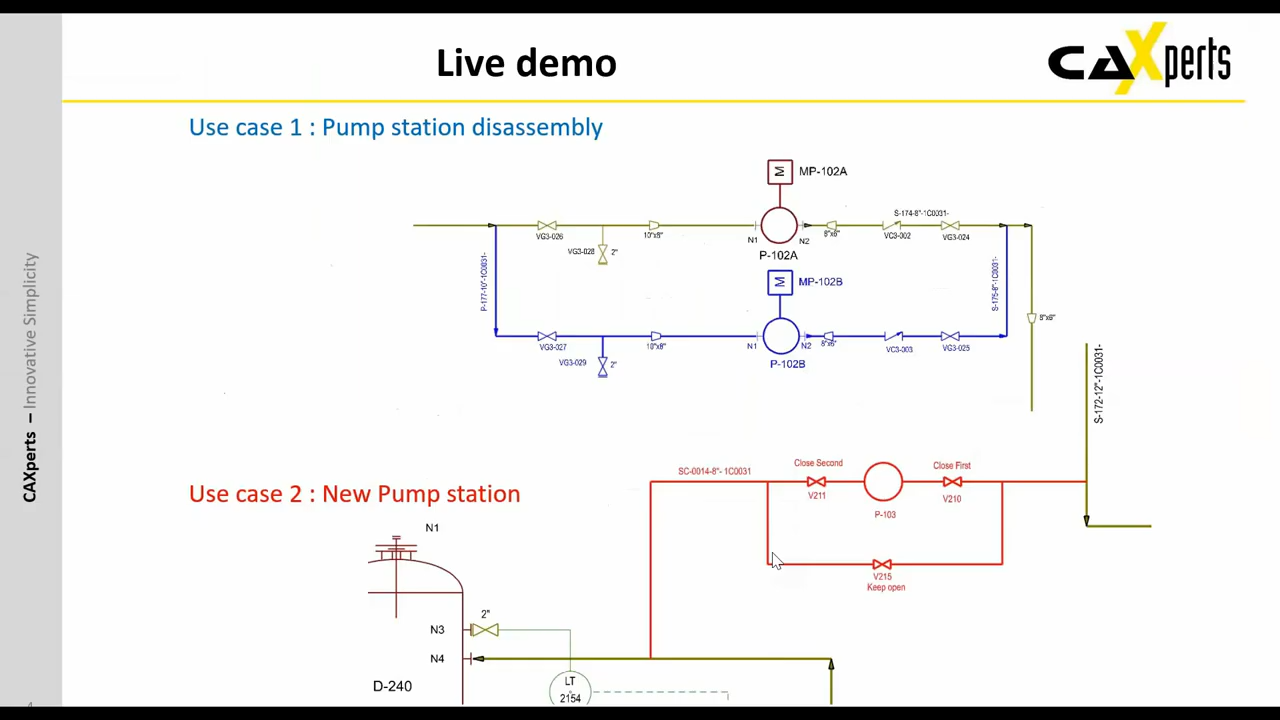 Live demo
CAXperts
Use case 1 : Pump station disassembly
M
MP-102A
S-174-8"-1C0031-
VG3-026
10"x8"
N1
N2
8"x6"
VC3-002
VG3-024
VG3-028
2"
P-102A
M
MP-102B
P-177-10"-1C0031-
S-175-8"-1C0031-
8"x6"
VG3-027
10"x8"
N1
N2
8"x6"
VC3-003
VG3-025
VG3-029
2"
P-102B
S-172-12"-1C0031-
CAXperts – Innovative Simplicity
SC-0014-8"- 1C0031
Close Second
Close First
Use case 2 : New Pump station
V211
V210
P-103
N1
V215
Keep open
2"
N3
N4
D-240
LT
2154